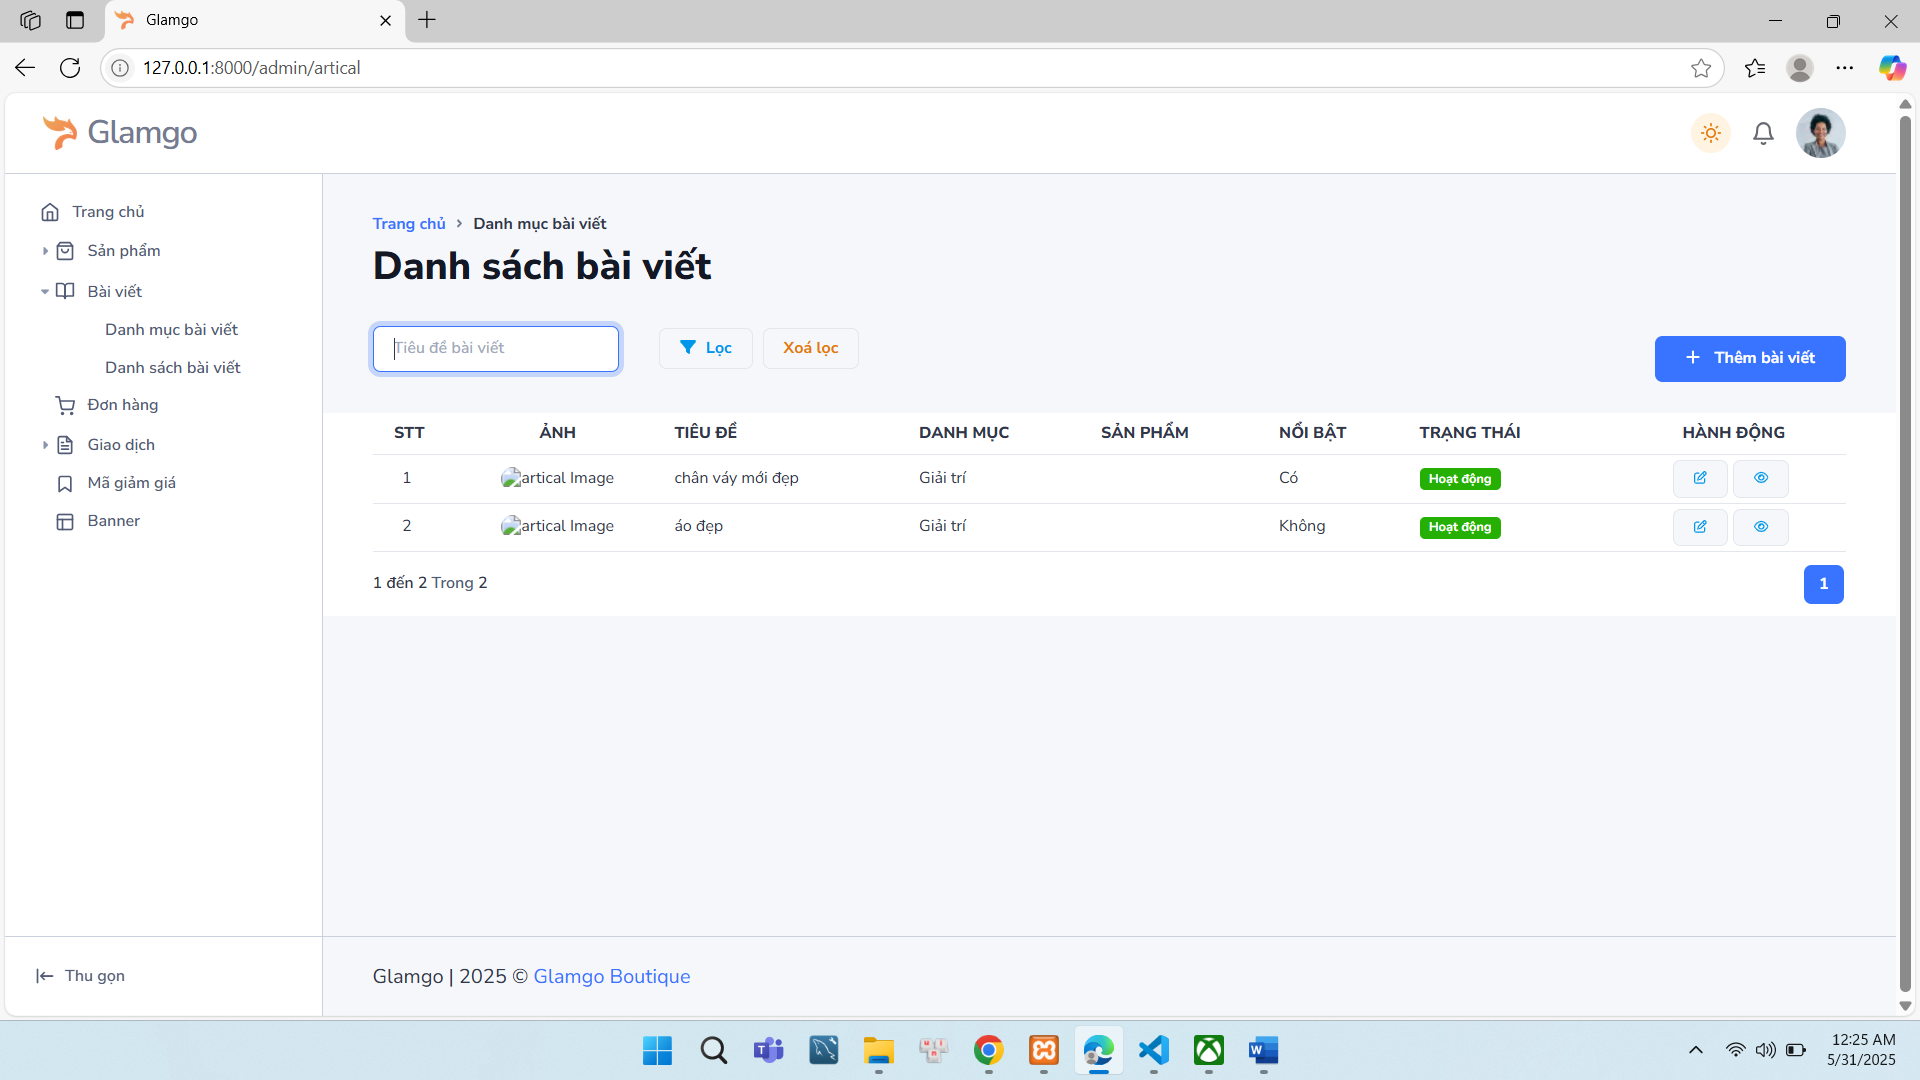 Glamgo
127.0.0.1:8000/admin/artical
Glamgo
Trang chủ
Sản phẩm
Bài viết
Danh mục bài viết
Danh sách bài viết
Đơn hàng
Giao dịch
Mã giảm giá
Banner
Thu gọn
Trang chủ > Danh mục bài viết
Danh sách bài viết
Tiêu đề bài viết
Lọc
Xoá lọc
+ Thêm bài viết
STT ẢNH TIÊU ĐỀ DANH MỤC SẢN PHẨM NỔI BẬT TRẠNG THÁI HÀNH ĐỘNG
1 artical Image chân váy mới đẹp Giải trí Có Hoạt động
2 artical Image áo đẹp Giải trí Không Hoạt động
1 đến 2 Trong 2
1
Glamgo | 2025 © Glamgo Boutique
12:25 AM
5/31/2025